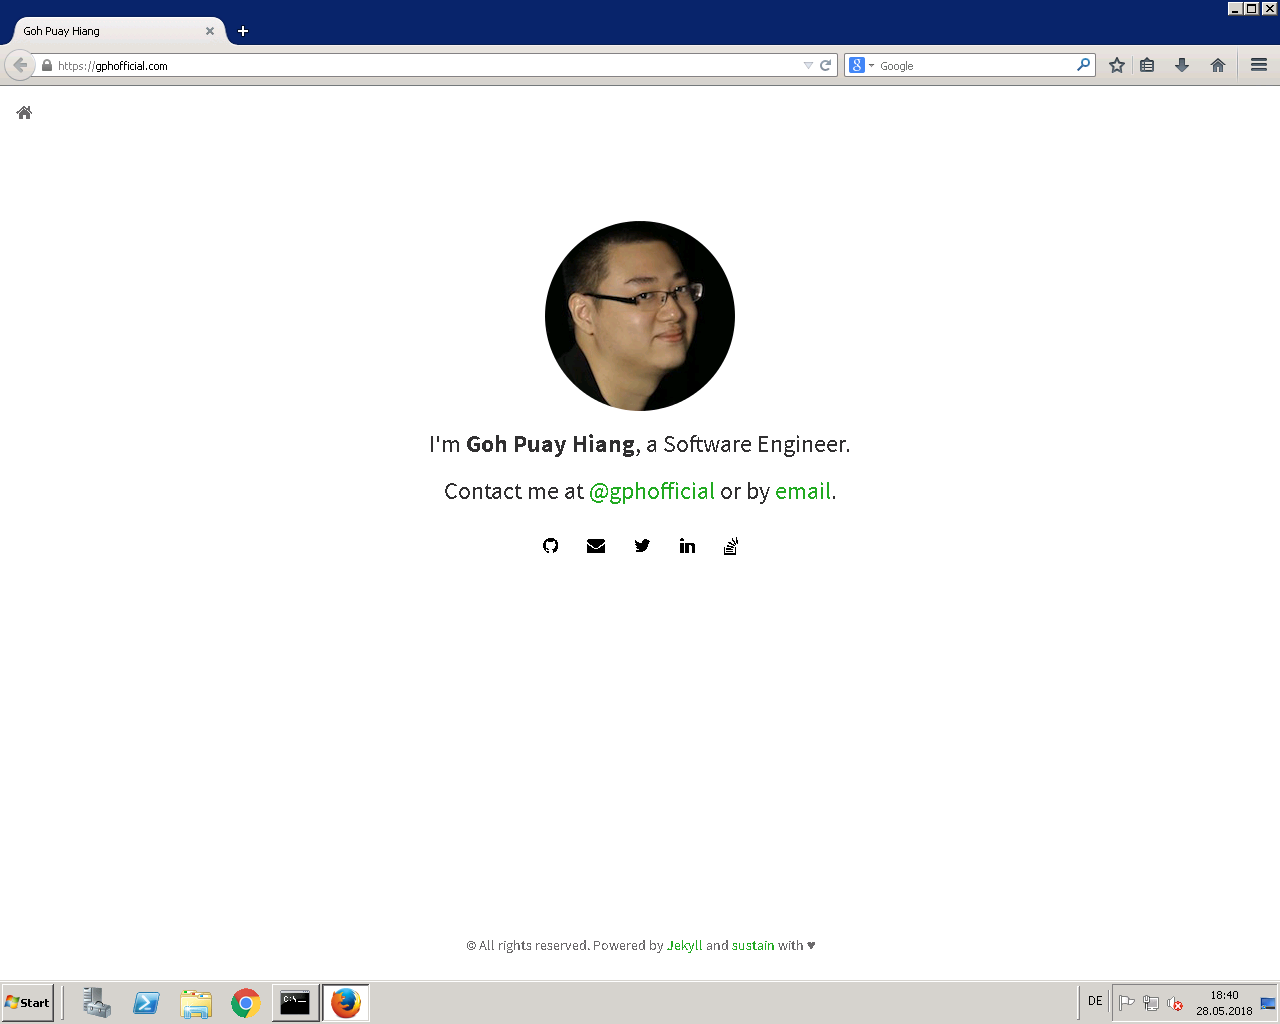 Goh Puay Hiang
https://gphofficial.com
Google
I'm Goh Puay Hiang, a Software Engineer.
Contact me at @gphofficial or by email.
© All rights reserved. Powered by Jekyll and sustain with ♥
Start
C:\_
DE
18:40
28.05.2018